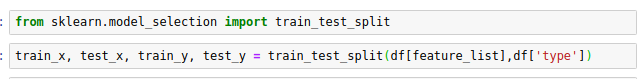 from sklearn.model_selection import train_test_split
train_x, test_x, train_y, test_y = train_test_split(df[feature_list],df['type'])